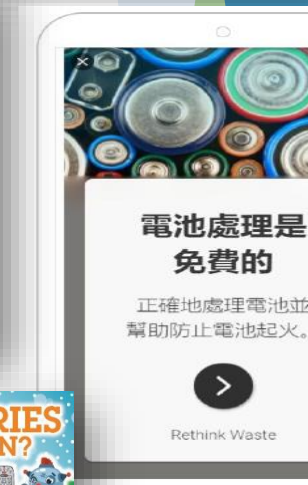 電池處理是
免費的
正確地處理電池並
幫助防止電池起火。
Rethink Waste
RIES
N?